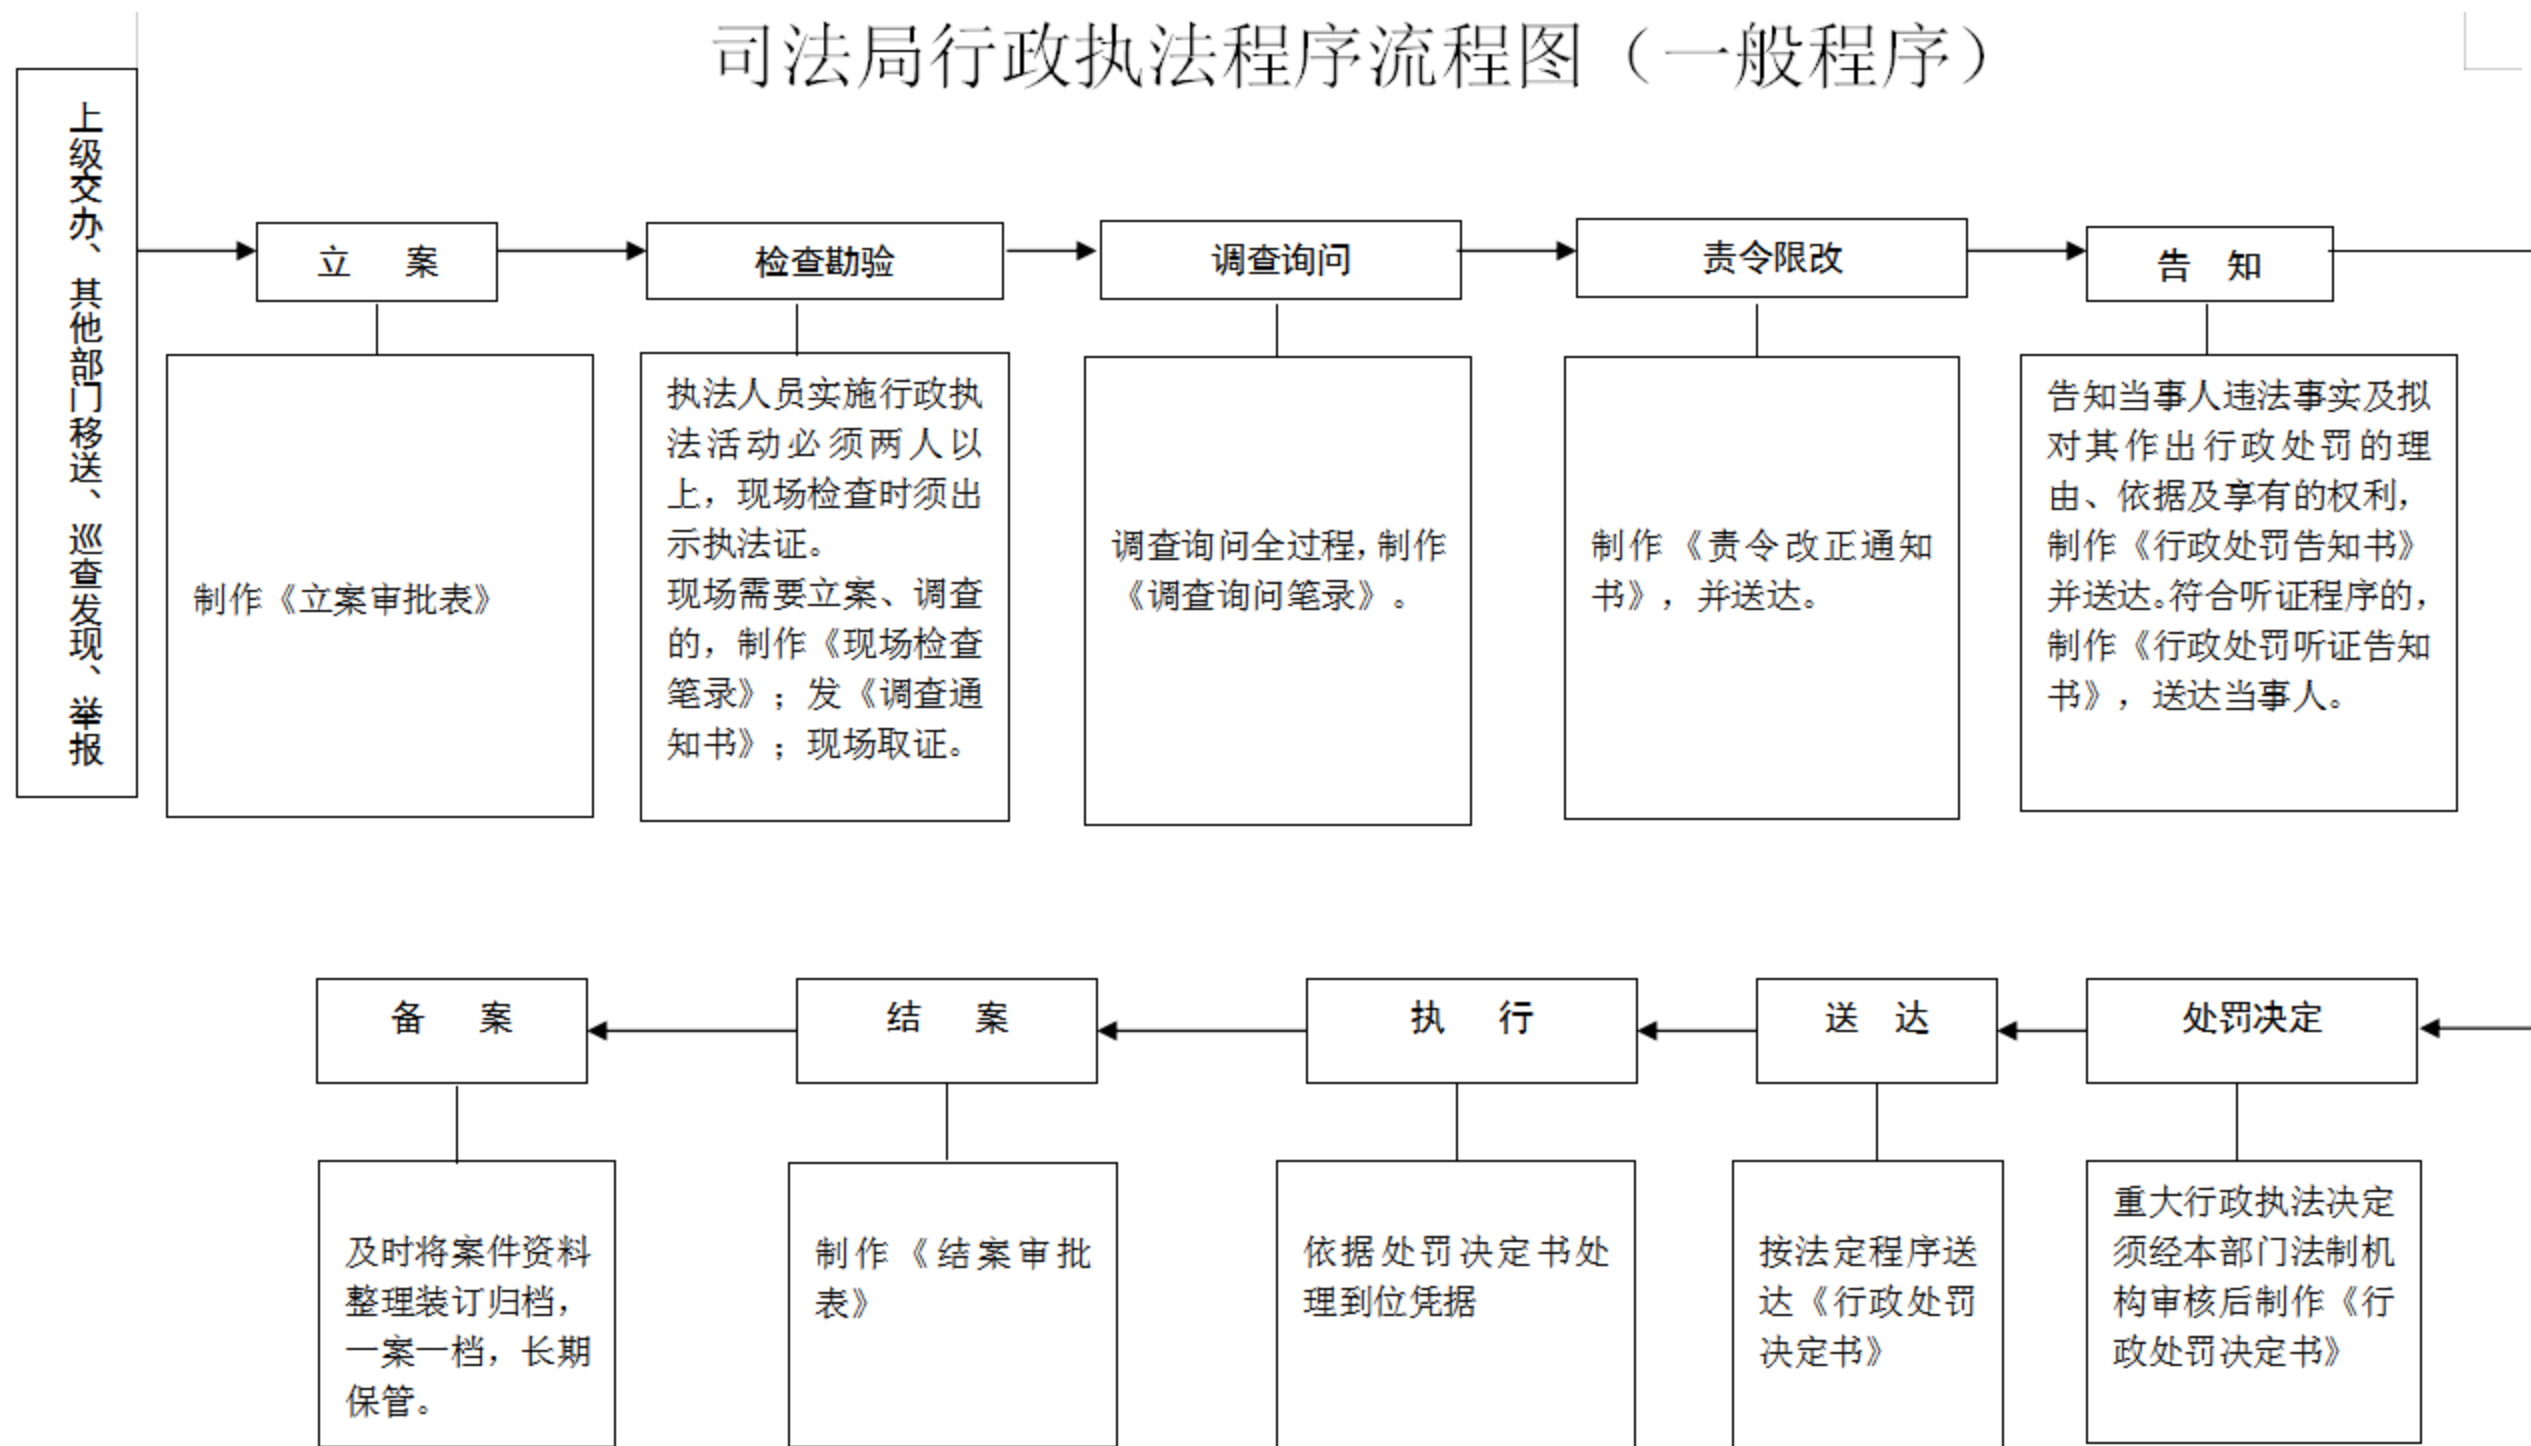 司法局行政执法程序流程图（一般程序）
上级交办、其他部门移送、巡查发现、举报
立 案
检查勘验
调查询问
责令限改
告 知
制作《立案审批表》
执法人员实施行政执
法活动必须两人以
上，现场检查时须出
示执法证。
现场需要立案、调查
的，制作《现场检查
笔录》；发《调查通
知书》；现场取证。
调查询问全过程，制作
《调查询问笔录》。
制作《责令改正通知
书》，并送达。
告知当事人违法事实及拟
对其作出行政处罚的理
由、依据及享有的权利，
制作《行政处罚告知书》
并送达。符合听证程序的，
制作《行政处罚听证告知
书》，送达当事人。
备 案
结 案
执 行
送 达
处罚决定
及时将案件资料
整理装订归档，
一案一档，长期
保管。
制作《结案审批
表》
依据处罚决定书处
理到位凭据
按法定程序送
达《行政处罚
决定书》
重大行政执法决定
须经本部门法制机
构审核后制作《行
政处罚决定书》